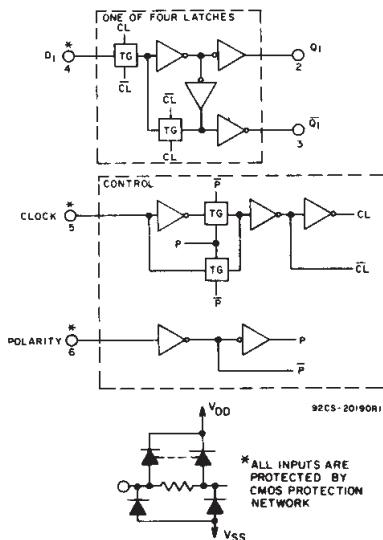 ONE OF FOUR LATCHES
CL
D1 * 4
TG
CL
Q1
2
CL
TG
CL
Q1
3
CONTROL
P
CLOCK * 5
TG
CL
P
TG
CL
P
POLARITY * 6
P
P
92CS-20190R1
VDD
*ALL INPUTS ARE
PROTECTED BY
CMOS PROTECTION
NETWORK
VSS